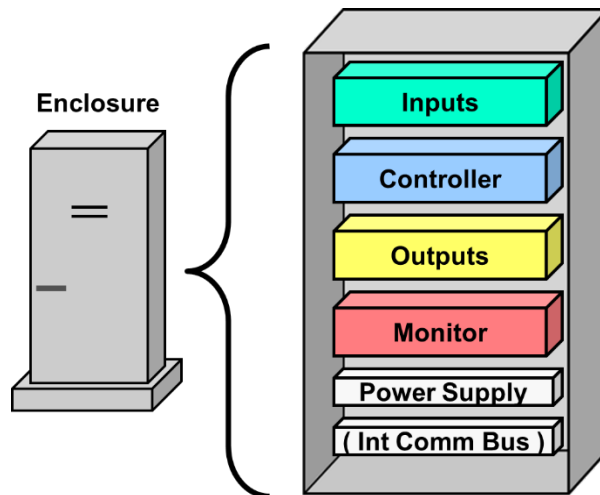 Enclosure
Inputs
Controller
Outputs
Monitor
Power Supply
( Int Comm Bus )